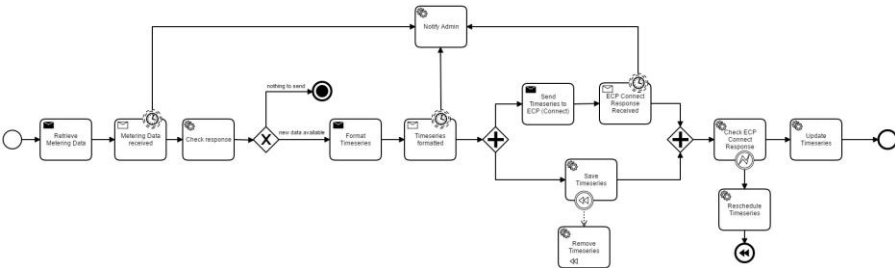 Notify Admin
nothing to send
Retrieve
Metering Data
Metering Data
received
Check response
new data available
Format
Timeseries
Timeseries
formatted
Send
Timeseries to
ECP (Connect)
ECP Connect
Response
Received
Save
Timeseries
Remove
Timeseries
Check ECP
Connect
Response
Update
Timeseries
Reschedule
Timeseries